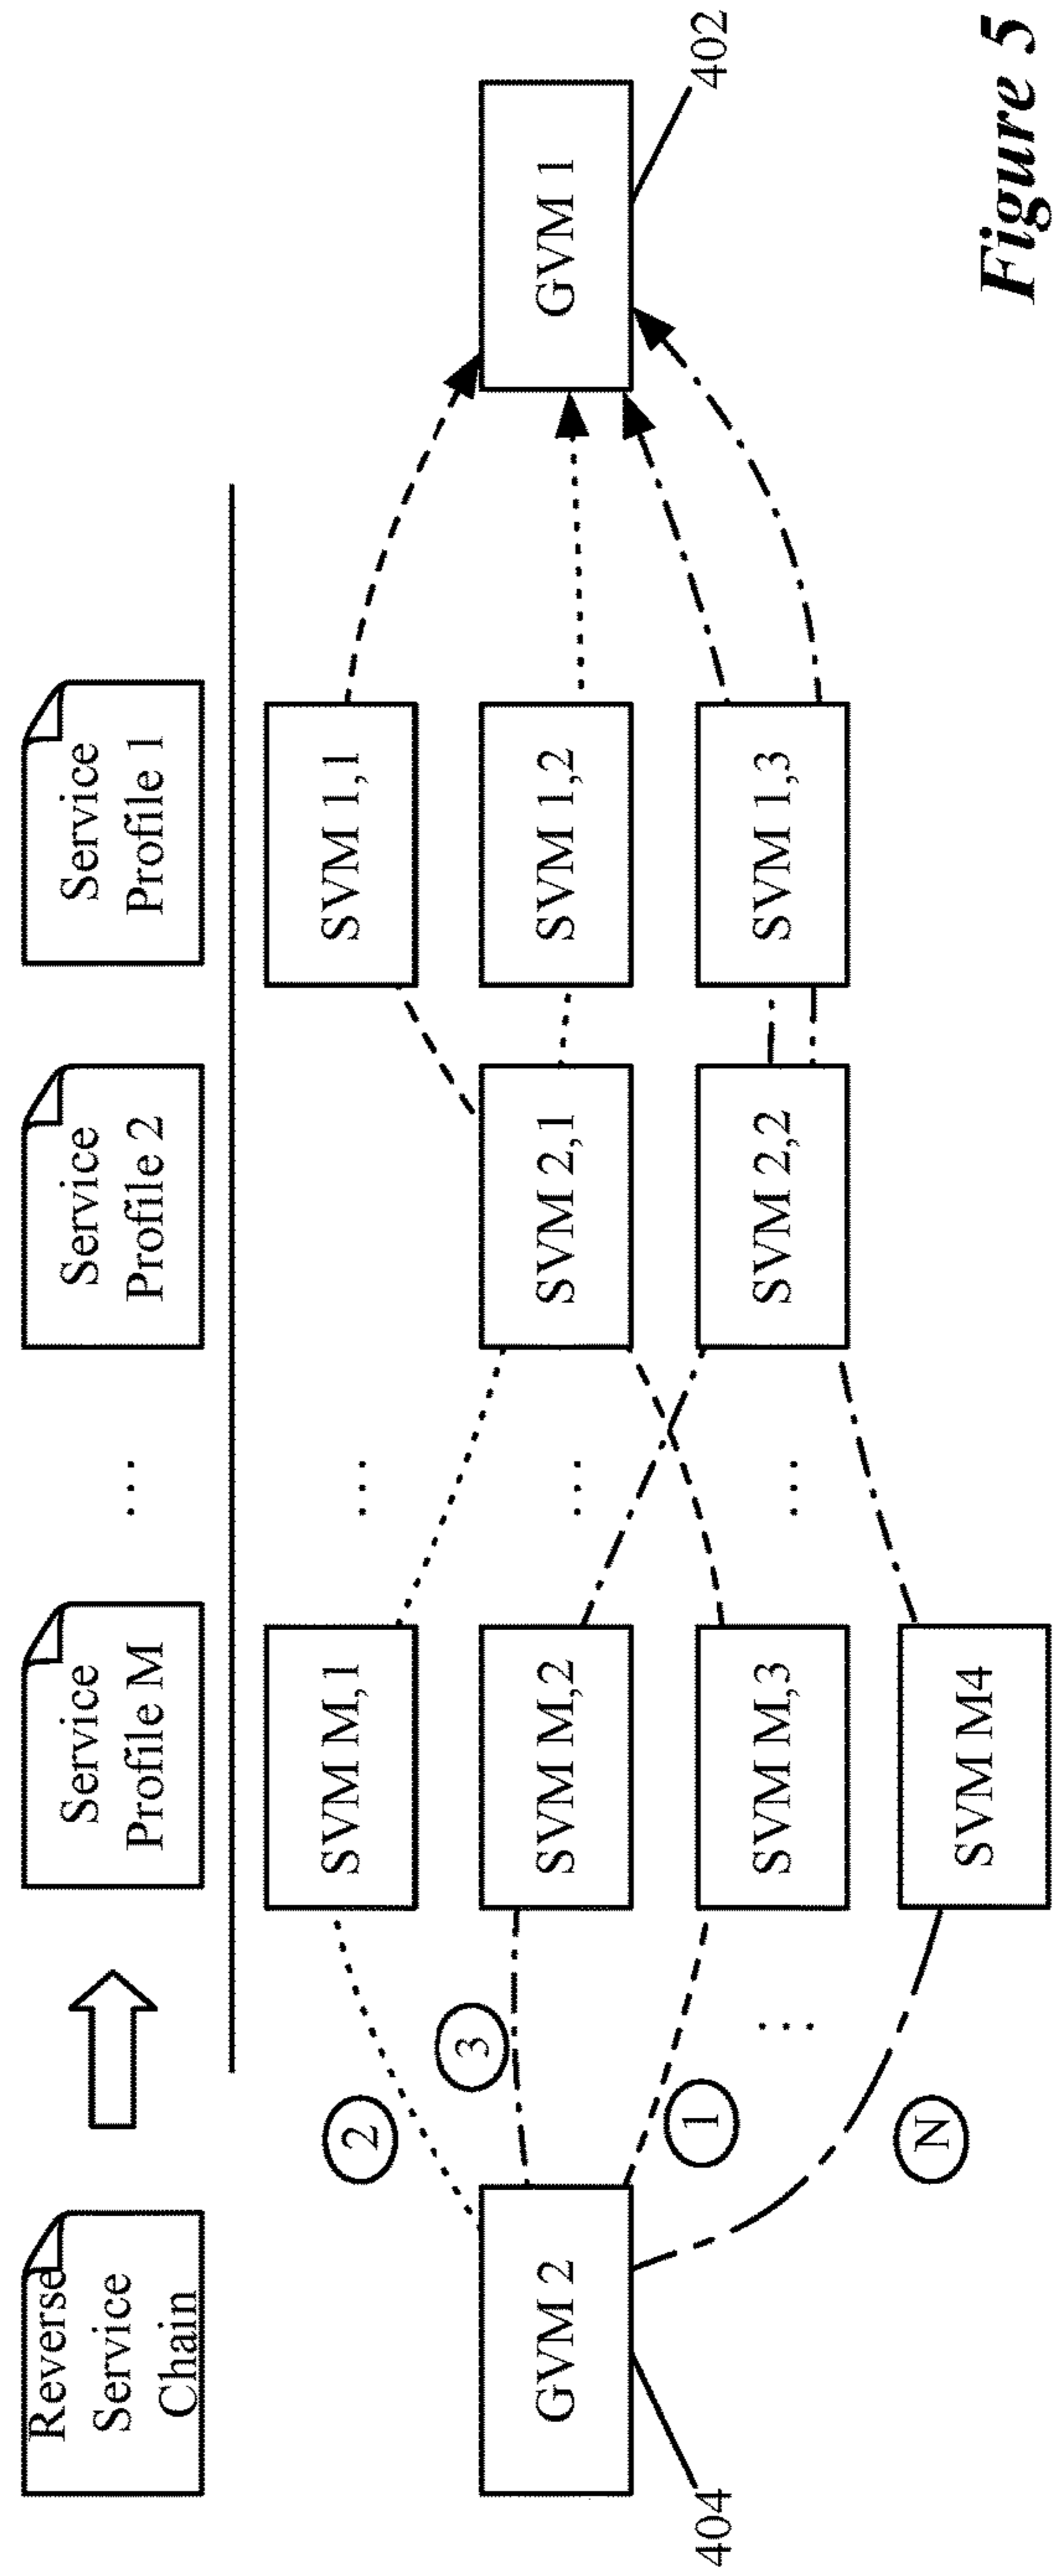 Reverse
Service
Chain
Service
Profile M
...
Service
Profile 2
Service
Profile 1
SVM M,1
...
SVM 1,1
2
3
GVM 2
SVM M,2
...
SVM 2,1
SVM 1,2
GVM 1
404
1
SVM M,3
...
SVM 2,2
SVM 1,3
402
...
N
SVM M4
Figure 5